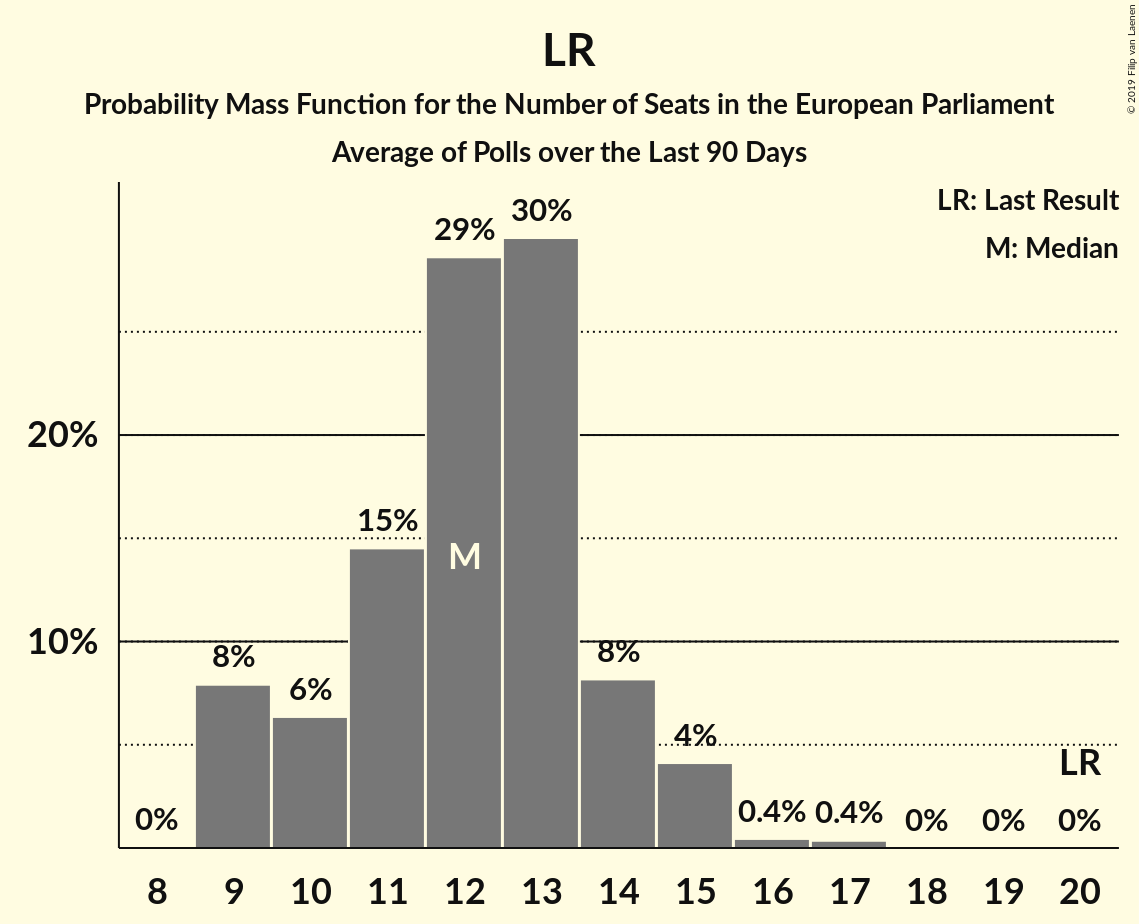 LR
Probability Mass Function for the Number of Seats in the European Parliament
Average of Polls over the Last 90 Days
© 2019 Filip van Laenen
LR: Last Result
M: Median
30%
29%
20%
15%
M
10%
8%
8%
6%
4%
LR
0%
0.4%
0.4%
0%
0%
0%
8 9 10 11 12 13 14 15 16 17 18 19 20